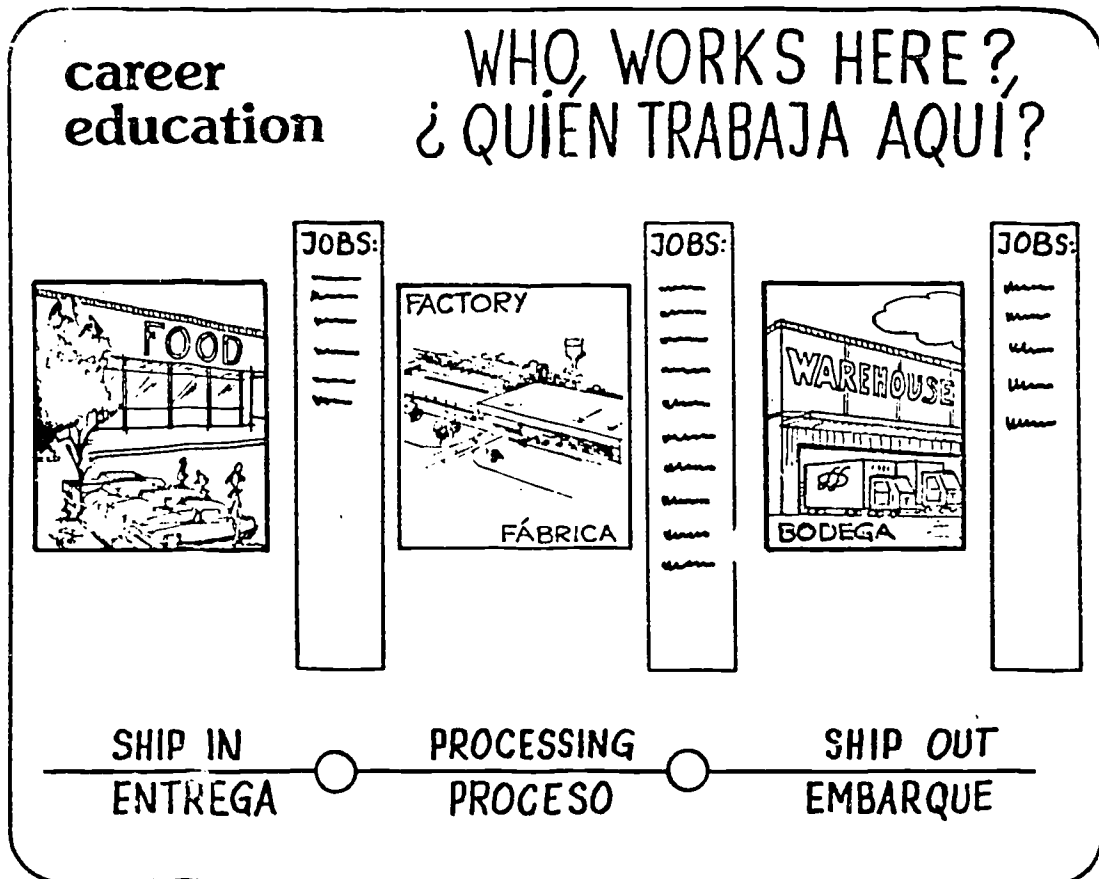 career
education
WHO WORKS HERE?
¿QUIÉN TRABAJA AQUÍ?
JOBS:
JOBS:
JOBS:
FOOD
FACTORY
FÁBRICA
WAREHOUSE
BODEGA
SHIP IN
ENTREGA
PROCESSING
PROCESO
SHIP OUT
EMBARQUE